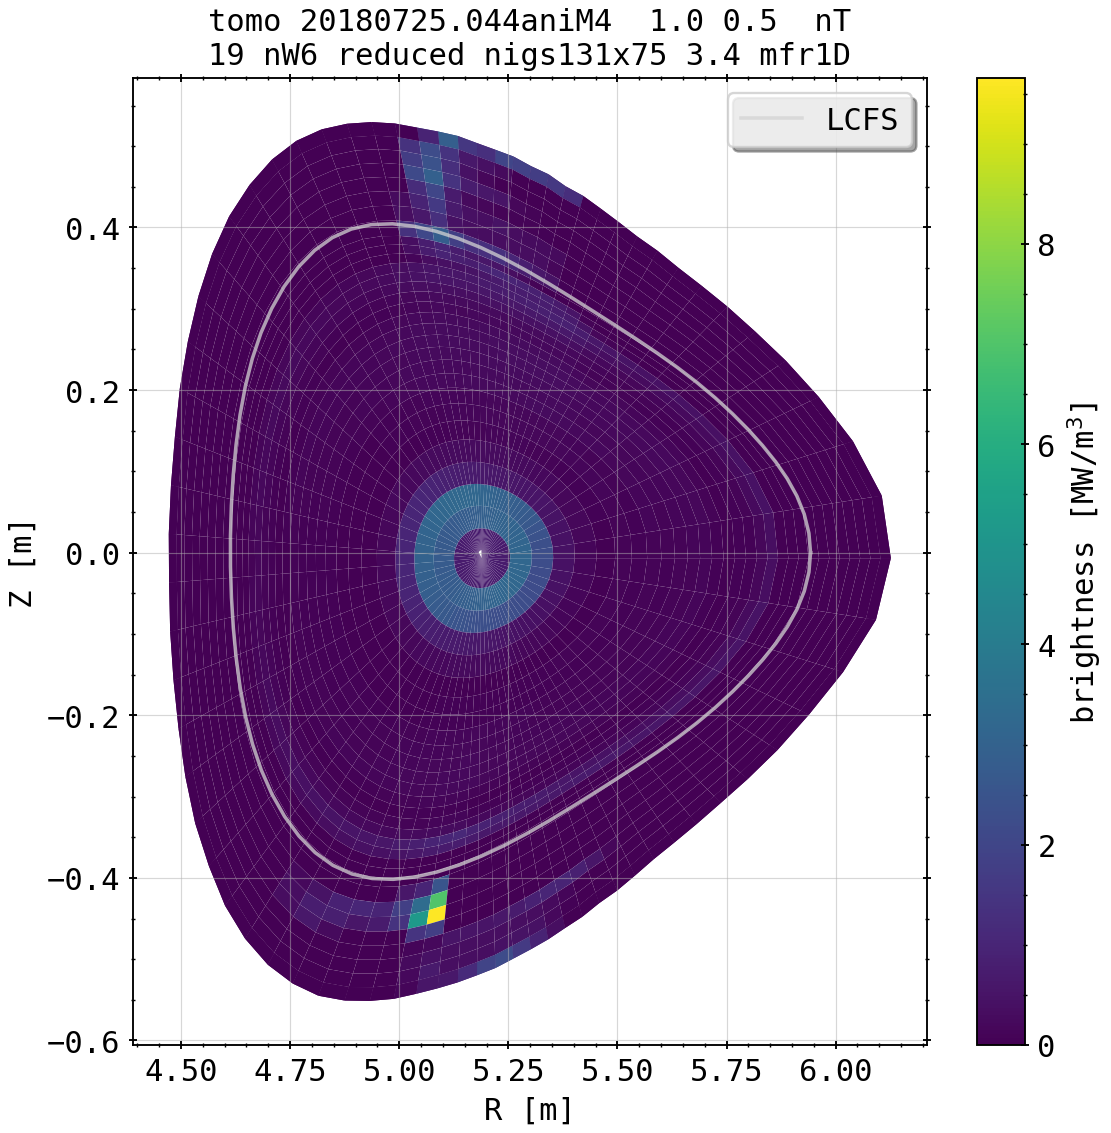 tomo 20180725.044aniM4  1.0 0.5  nT
19 nW6 reduced nigs131x75 3.4 mfr1D
LCFS
0.4
0.2
0.0
−0.2
−0.4
−0.6
Z [m]
4.50 4.75 5.00 5.25 5.50 5.75 6.00
R [m]
8
6
4
2
0
brightness [MW/m³]